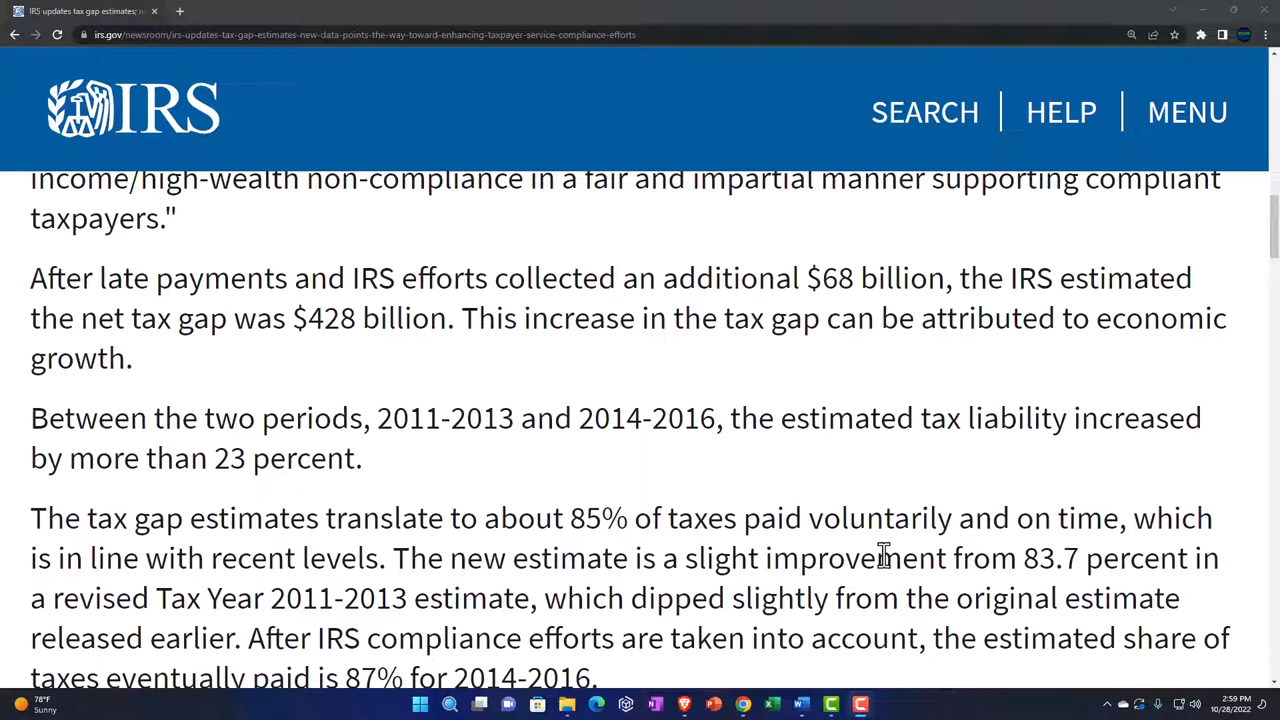 IRS updates tax gap estimates; n
irs.gov/newsroom/irs-updates-tax-gap-estimates-new-data-points-the-way-toward-enhancing-taxpayer-service-compliance-efforts
IRS
SEARCH HELP MENU
income/high-wealth non-compliance in a fair and impartial manner supporting compliant
taxpayers."
After late payments and IRS efforts collected an additional $68 billion, the IRS estimated
the net tax gap was $428 billion. This increase in the tax gap can be attributed to economic
growth.
Between the two periods, 2011-2013 and 2014-2016, the estimated tax liability increased
by more than 23 percent.
The tax gap estimates translate to about 85% of taxes paid voluntarily and on time, which
is in line with recent levels. The new estimate is a slight improvement from 83.7 percent in
a revised Tax Year 2011-2013 estimate, which dipped slightly from the original estimate
released earlier. After IRS compliance efforts are taken into account, the estimated share of
taxes eventually paid is 87% for 2014-2016.
78°F
Sunny
2:59 PM
10/28/2022